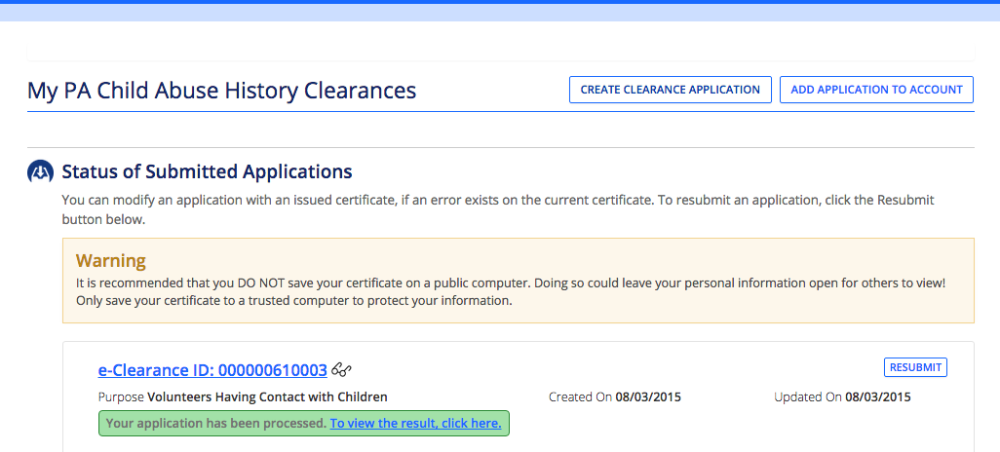 My PA Child Abuse History Clearances
CREATE CLEARANCE APPLICATION
ADD APPLICATION TO ACCOUNT
Status of Submitted Applications
You can modify an application with an issued certificate, if an error exists on the current certificate. To resubmit an application, click the Resubmit
button below.
Warning
It is recommended that you DO NOT save your certificate on a public computer. Doing so could leave your personal information open for others to view!
Only save your certificate to a trusted computer to protect your information.
e-Clearance ID: 000000610003
RESUBMIT
Purpose Volunteers Having Contact with Children
Created On 08/03/2015
Updated On 08/03/2015
Your application has been processed. To view the result, click here.